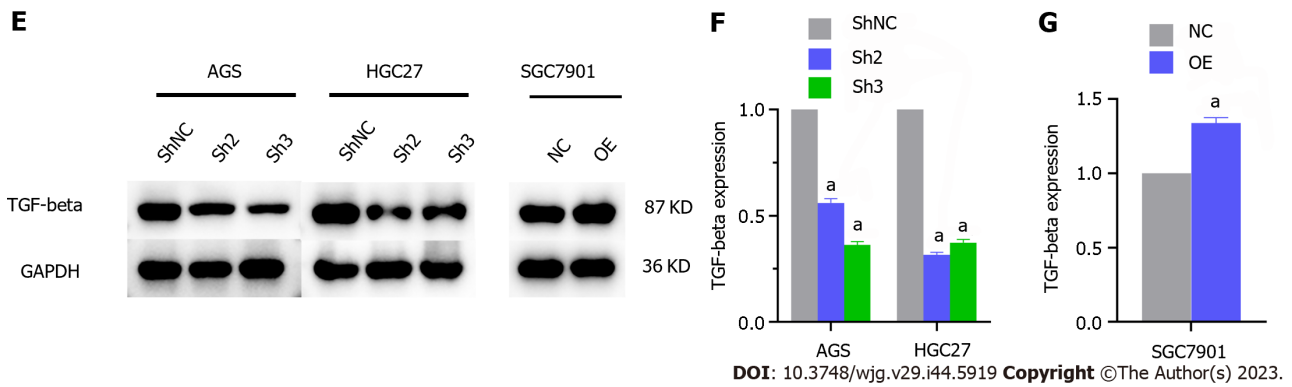 E
AGS
HGC27
SGC7901
ShNC
Sh2
Sh3
ShNC
Sh2
Sh3
NC
OE
TGF-beta
87 KD
GAPDH
36 KD
F
ShNC
Sh2
Sh3
TGF-beta expression
1.0
0.5
0.0
a
a
a
a
AGS
HGC27
G
NC
OE
TGF-beta expression
1.5
1.0
0.5
0.0
a
SGC7901
DOI: 10.3748/wjg.v29.i44.5919 Copyright ©The Author(s) 2023.